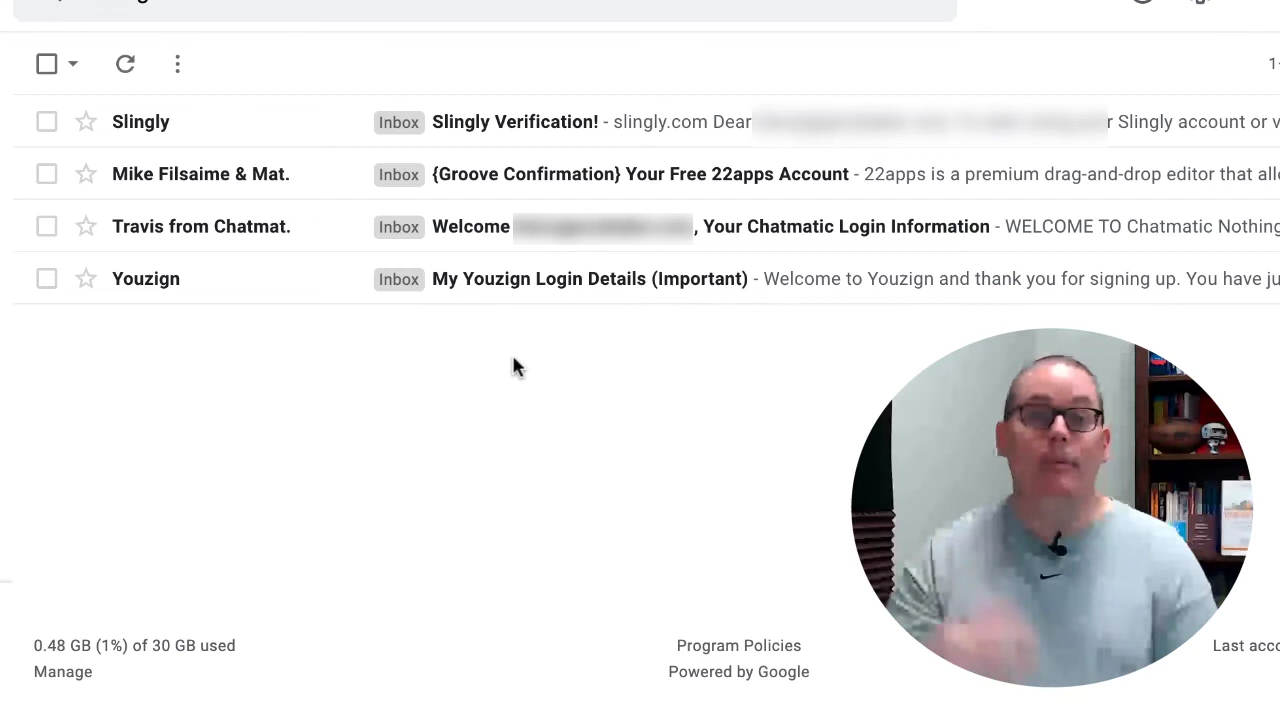 Slingly Inbox Slingly Verification! - slingly.com Dear r Slingly account or v
Mike Filsaime & Mat. Inbox {Groove Confirmation} Your Free 22apps Account - 22apps is a premium drag-and-drop editor that all
Travis from Chatmat. Inbox Welcome , Your Chatmatic Login Information - WELCOME TO Chatmatic Nothing
Youzign Inbox My Youzign Login Details (Important) - Welcome to Youzign and thank you for signing up. You have ju
0.48 GB (1%) of 30 GB used
Manage
Program Policies
Powered by Google
Last acco